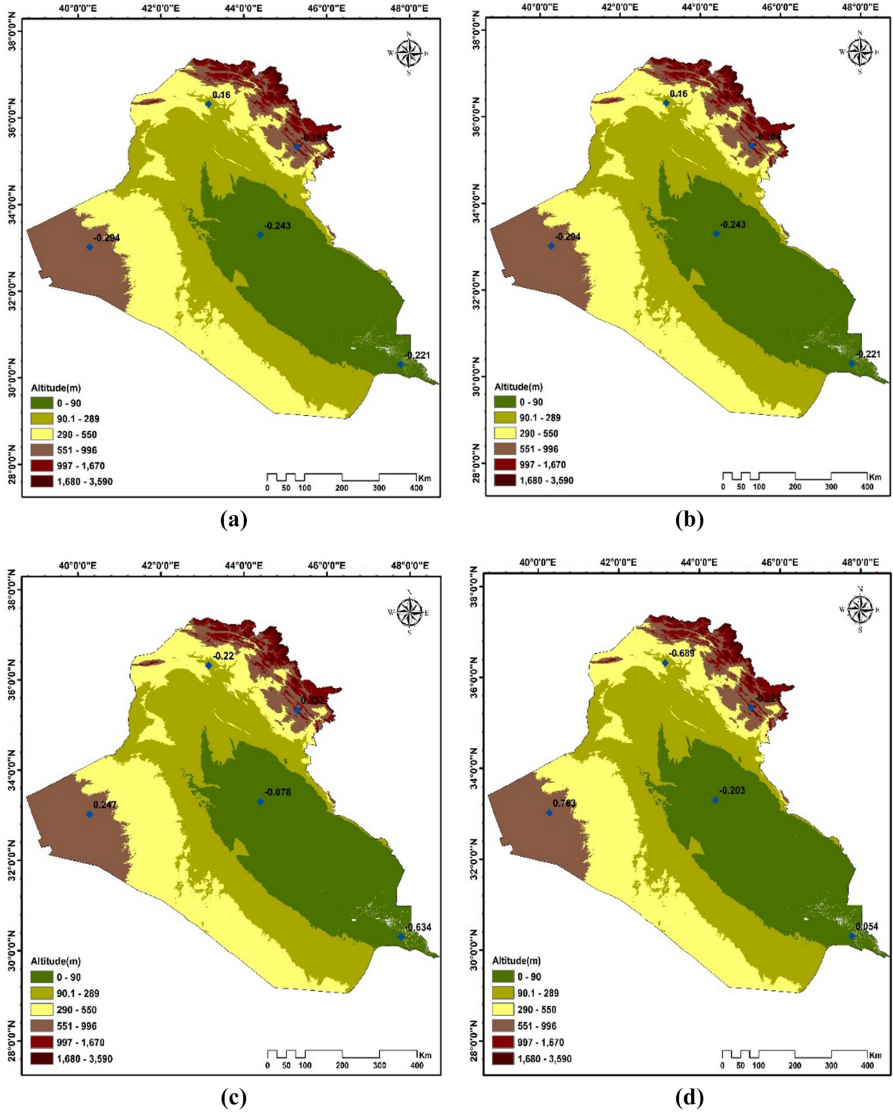 40°0'0"E 42°0'0"E 44°0'0"E 46°0'0"E 48°0'0"E
38°0'0"N
36°0'0"N
34°0'0"N
32°0'0"N
30°0'0"N
28°0'0"N
N
W E
S
0.16
-0.294
-0.243
-0.221
Altitude(m)
0 - 90
90.1 - 289
290 - 550
551 - 996
997 - 1,670
1,680 - 3,590
0 50 100 200 300 400
Km
(a)
40°0'0"E 42°0'0"E 44°0'0"E 46°0'0"E 48°0'0"E
38°0'0"N
36°0'0"N
34°0'0"N
32°0'0"N
30°0'0"N
28°0'0"N
N
W E
S
0.16
-0.294
-0.243
-0.221
Altitude(m)
0 - 90
90.1 - 289
290 - 550
551 - 996
997 - 1,670
1,680 - 3,590
0 50 100 200 300 400
Km
(b)
40°0'0"E 42°0'0"E 44°0'0"E 46°0'0"E 48°0'0"E
38°0'0"N
36°0'0"N
34°0'0"N
32°0'0"N
30°0'0"N
28°0'0"N
N
W E
S
-0.22
0.247
-0.078
-0.634
Altitude(m)
0 - 90
90.1 - 289
290 - 550
551 - 996
997 - 1,670
1,680 - 3,590
0 50 100 200 300 400
Km
(c)
40°0'0"E 42°0'0"E 44°0'0"E 46°0'0"E 48°0'0"E
38°0'0"N
36°0'0"N
34°0'0"N
32°0'0"N
30°0'0"N
28°0'0"N
N
W E
S
-0.689
0.763
-0.203
0.054
Altitude(m)
0 - 90
90.1 - 289
290 - 550
551 - 996
997 - 1,670
1,680 - 3,590
0 50 100 200 300 400
Km
(d)